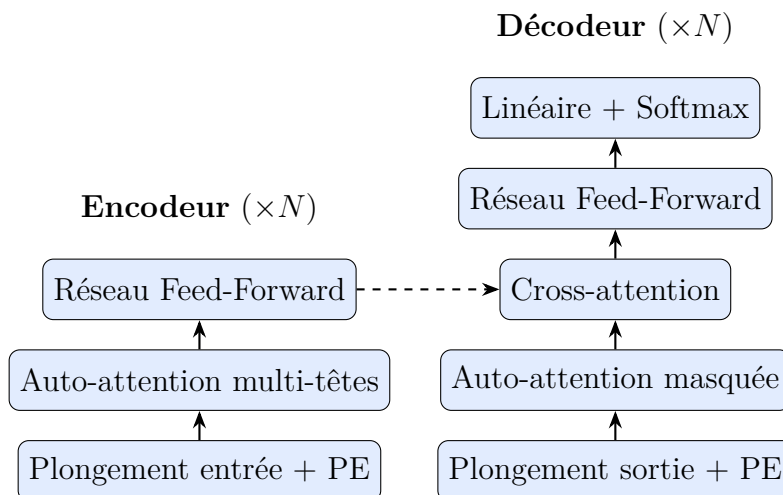 Encodeur (×N)
Réseau Feed-Forward
Auto-attention multi-têtes
Plongement entrée + PE
Décodeur (×N)
Linéaire + Softmax
Réseau Feed-Forward
Cross-attention
Auto-attention masquée
Plongement sortie + PE